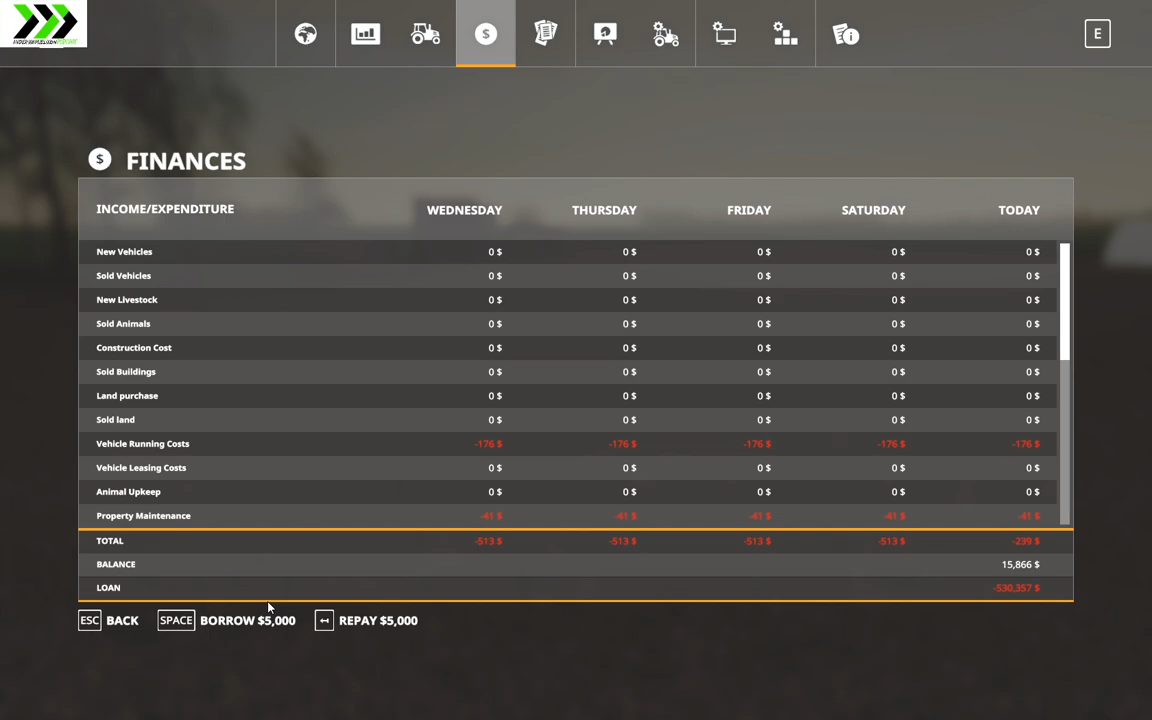 E
FINANCES
INCOME/EXPENDITURE WEDNESDAY THURSDAY FRIDAY SATURDAY TODAY
New Vehicles 0 $ 0 $ 0 $ 0 $ 0 $
Sold Vehicles 0 $ 0 $ 0 $ 0 $ 0 $
New Livestock 0 $ 0 $ 0 $ 0 $ 0 $
Sold Animals 0 $ 0 $ 0 $ 0 $ 0 $
Construction Cost 0 $ 0 $ 0 $ 0 $ 0 $
Sold Buildings 0 $ 0 $ 0 $ 0 $ 0 $
Land purchase 0 $ 0 $ 0 $ 0 $ 0 $
Sold land 0 $ 0 $ 0 $ 0 $ 0 $
Vehicle Running Costs -176 $ -176 $ -176 $ -176 $ -176 $
Vehicle Leasing Costs 0 $ 0 $ 0 $ 0 $ 0 $
Animal Upkeep 0 $ 0 $ 0 $ 0 $ 0 $
Property Maintenance -41 $ -41 $ -41 $ -41 $ -41 $
TOTAL -513 $ -513 $ -513 $ -513 $ -239 $
BALANCE 15,866 $
LOAN -530,357 $
ESC BACK SPACE BORROW $5,000 REPAY $5,000